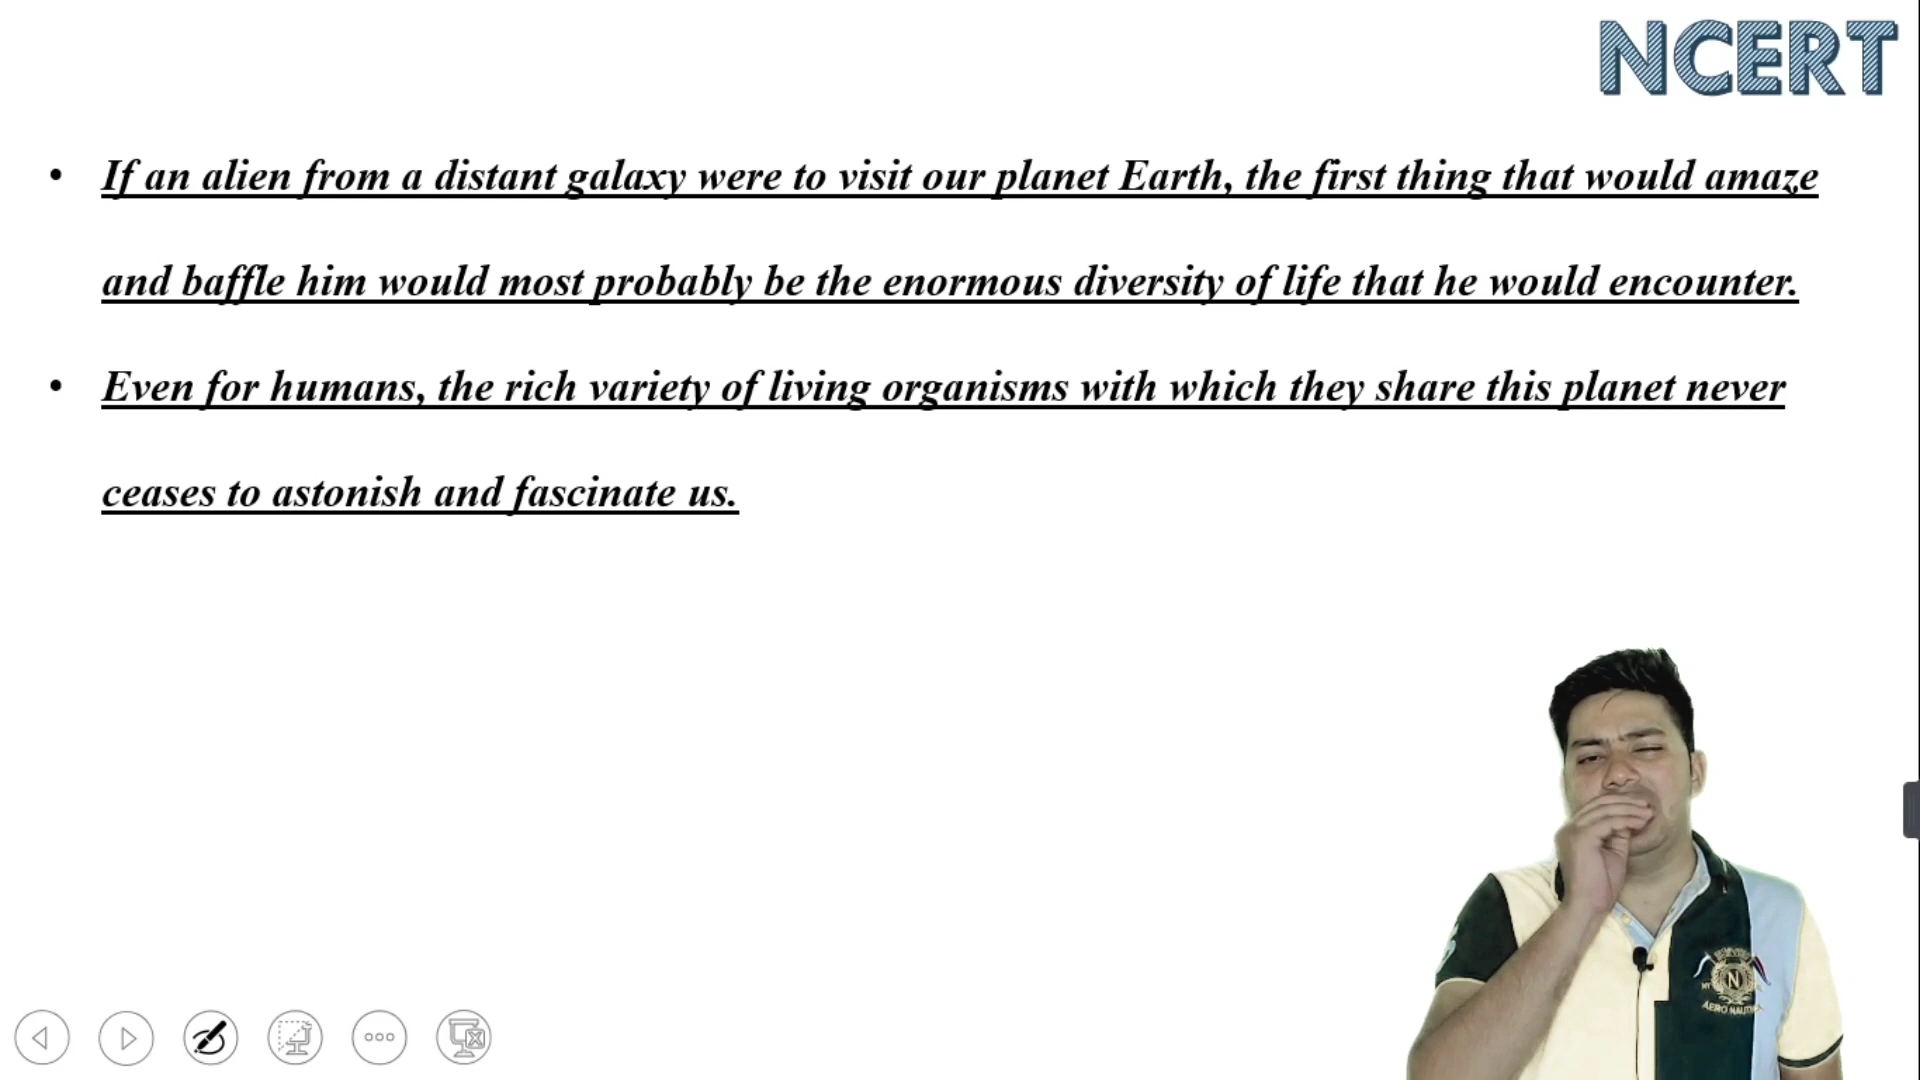 NCERT
• If an alien from a distant galaxy were to visit our planet Earth, the first thing that would amaze
and baffle him would most probably be the enormous diversity of life that he would encounter.
• Even for humans, the rich variety of living organisms with which they share this planet never
ceases to astonish and fascinate us.
N